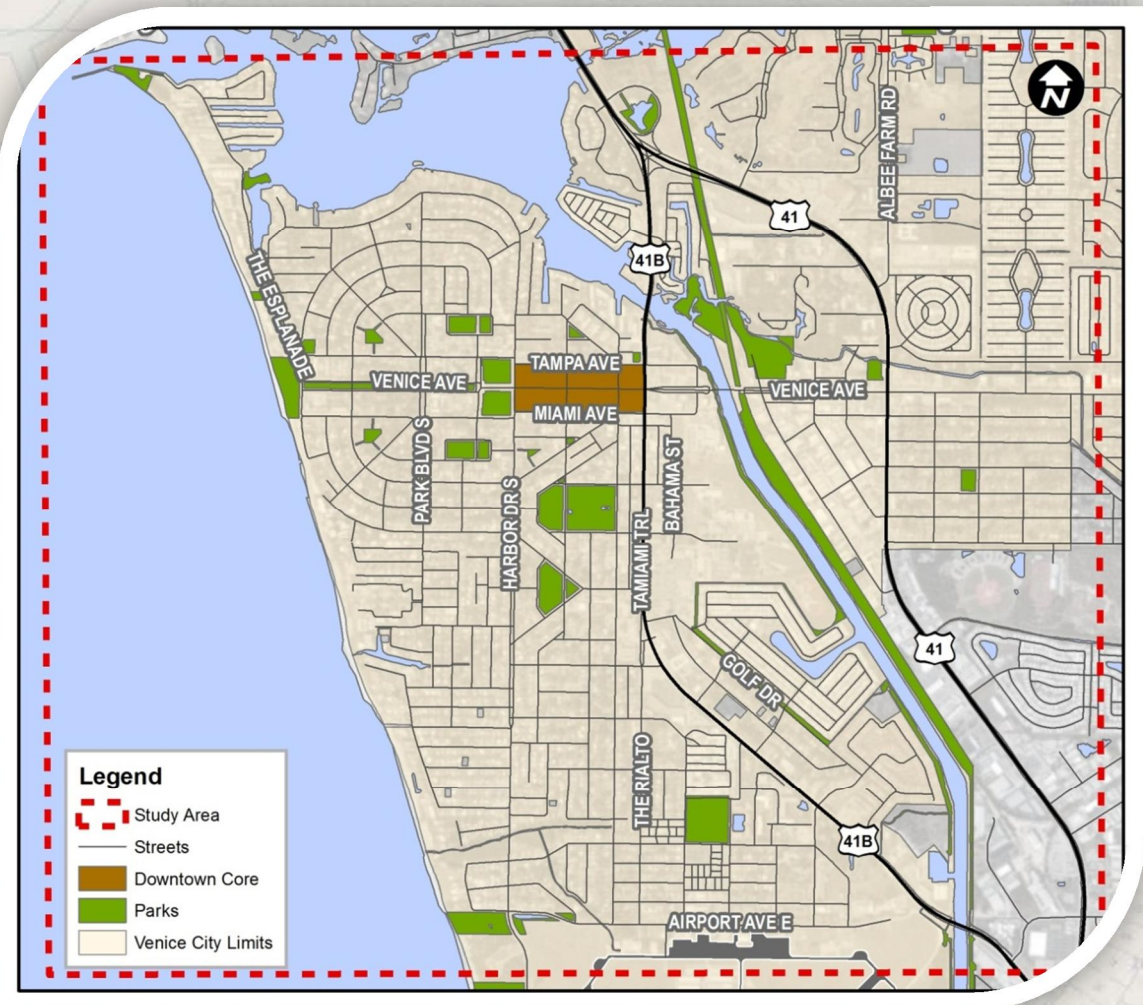 N
ALBEE FARM RD
41
41B
THE ESPLANADE
TAMPA AVE
VENICE AVE
VENICE AVE
MIAMI AVE
PARK BLVD S
HARBOR DR S
BAHAMA ST
TAMIAMI TRL
41
GOLF DR
THE RIALTO
41B
AIRPORT AVE E
Legend
Study Area
Streets
Downtown Core
Parks
Venice City Limits